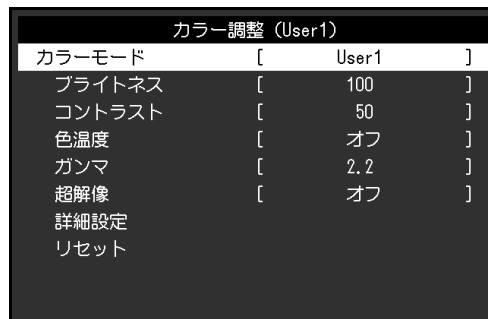 カラー調整 (User1)
カラーモード [ User1 ]
ブライトネス [ 100 ]
コントラスト [ 50 ]
色温度 [ オフ ]
ガンマ [ 2.2 ]
超解像 [ オフ ]
詳細設定
リセット